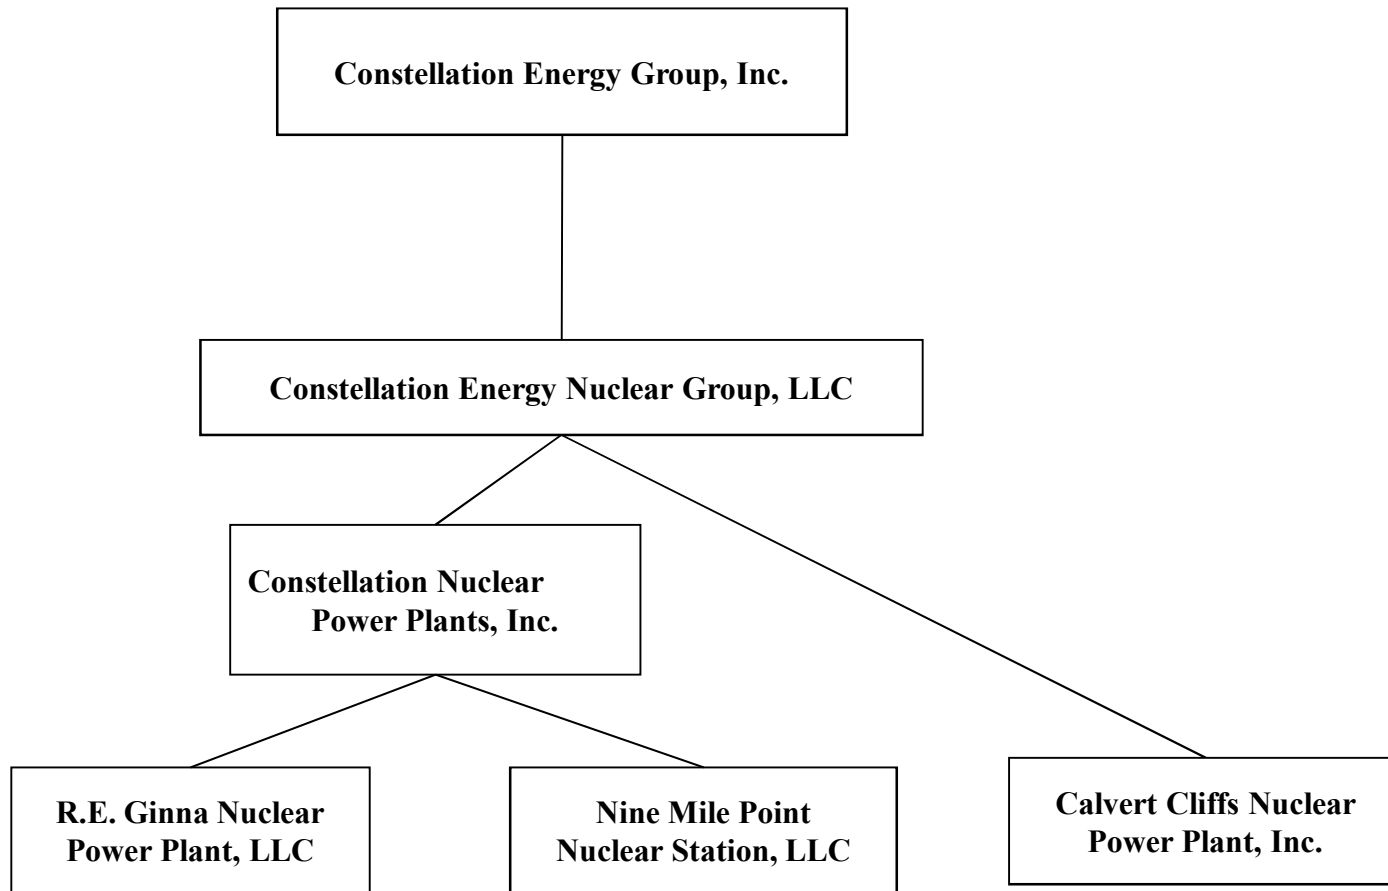 Constellation Energy Group, Inc.
Constellation Energy Nuclear Group, LLC
Constellation Nuclear
Power Plants, Inc.
R.E. Ginna Nuclear
Power Plant, LLC
Nine Mile Point
Nuclear Station, LLC
Calvert Cliffs Nuclear
Power Plant, Inc.